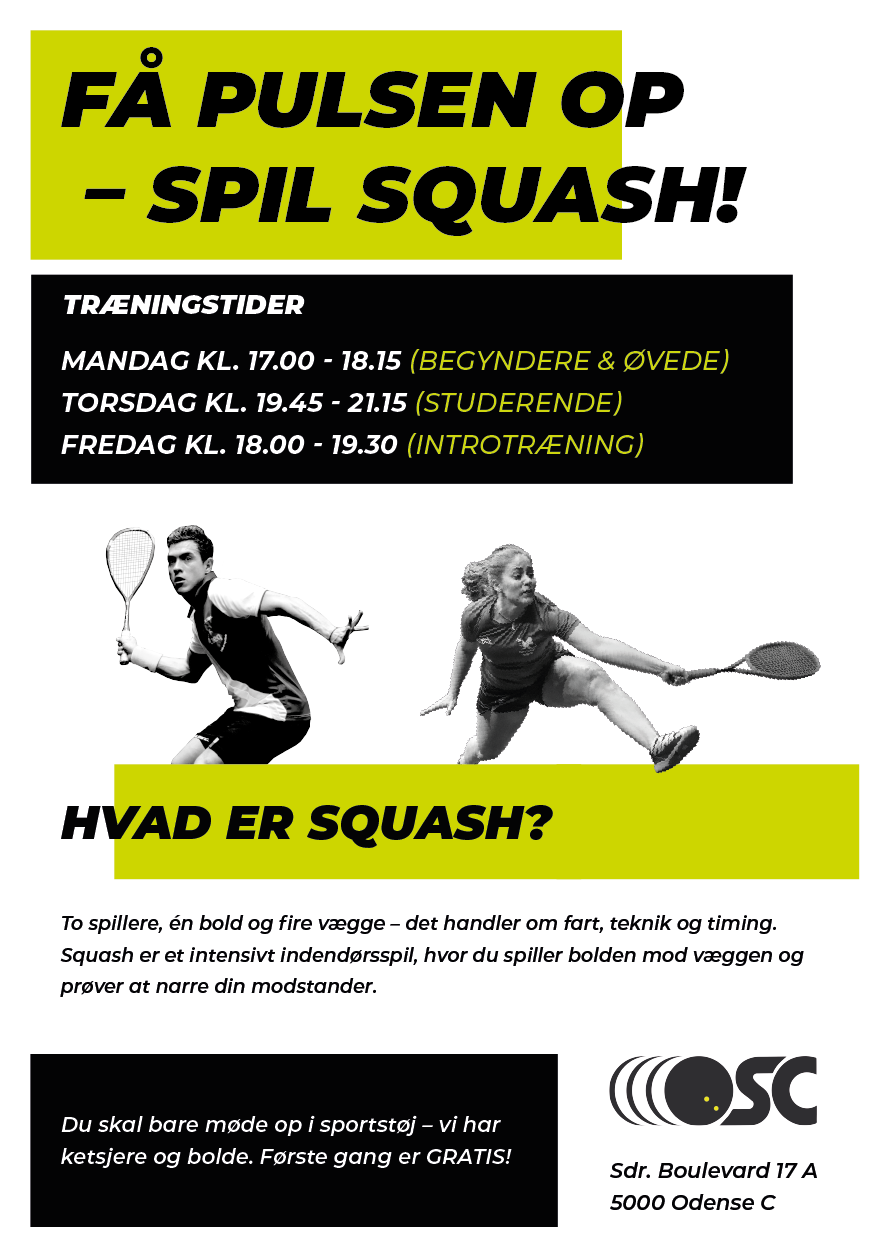 FÅ PULSEN OP
– SPIL SQUASH!
TRÆNINGSTIDER
MANDAG KL. 17.00 - 18.15 (BEGYNDERE & ØVEDE)
TORSDAG KL. 19.45 - 21.15 (STUDERENDE)
FREDAG KL. 18.00 - 19.30 (INTROTRÆNING)
HVAD ER SQUASH?
To spillere, én bold og fire vægge – det handler om fart, teknik og timing.
Squash er et intensivt indendørsspil, hvor du spiller bolden mod væggen og
prøver at narre din modstander.
Du skal bare møde op i sportstøj – vi har
ketsjere og bolde. Første gang er GRATIS!
OSC
Sdr. Boulevard 17 A
5000 Odense C